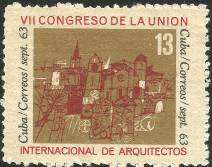 VII CONGRESO DE LA UNION
13
Cuba/Correos/sept. 63
Cuba/Correos/sept. 63
INTERNACIONAL DE ARQUITECTOS